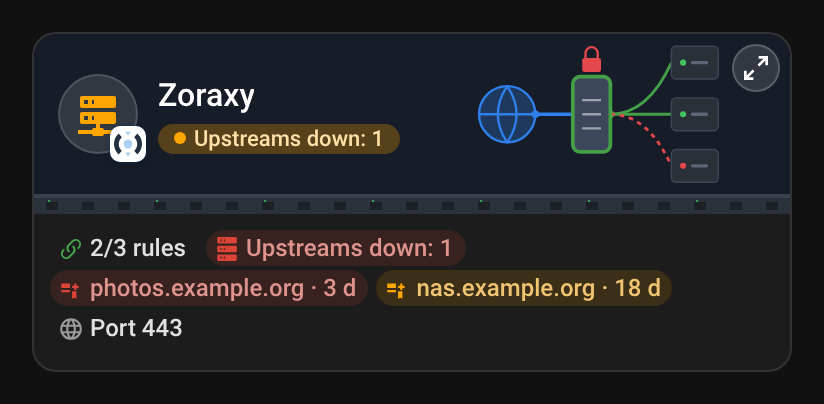 Zoraxy
Upstreams down: 1
2/3 rules Upstreams down: 1
photos.example.org · 3 d nas.example.org · 18 d
Port 443